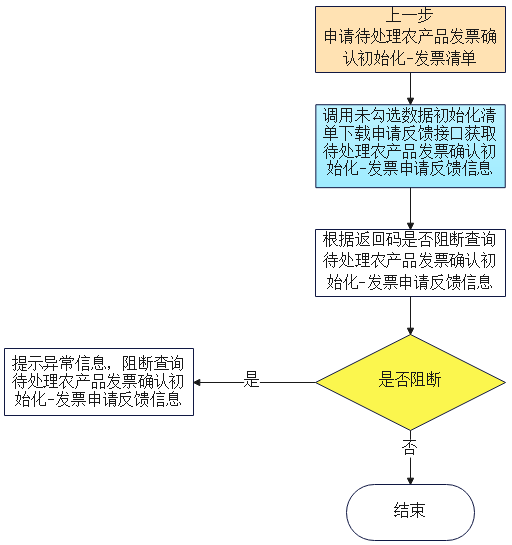 上一步
申请待处理农产品发票确
认初始化-发票清单
调用未勾选数据初始化清
单下载申请反馈接口获取
待处理农产品发票确认初
始化-发票申请反馈信息
根据返回码是否阻断查询
待处理农产品发票确认初
始化-发票申请反馈信息
提示异常信息，阻断查询
待处理农产品发票确认初
始化-发票申请反馈信息
是
是否阻断
否
结束